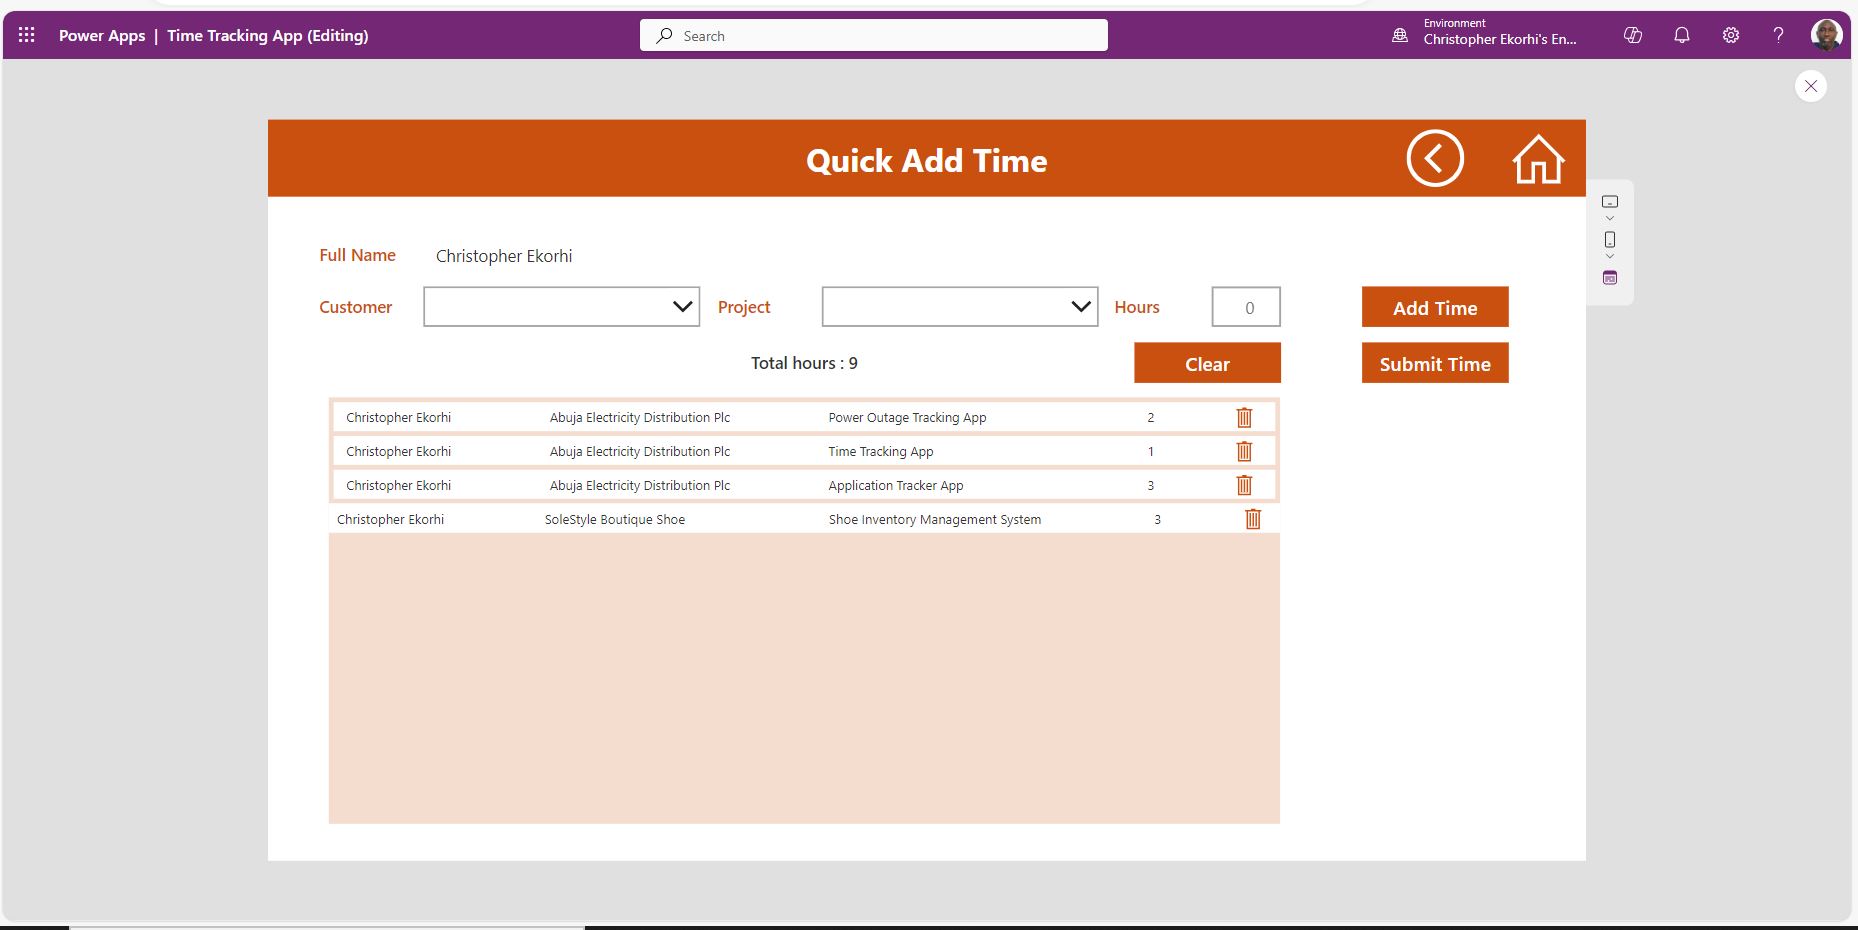 Power Apps | Time Tracking App (Editing)
Search
Environment
Christopher Ekorhi's En...
Quick Add Time
Full Name Christopher Ekorhi
Customer Project Hours 0 Add Time
Total hours : 9 Clear Submit Time
Christopher Ekorhi Abuja Electricity Distribution Plc Power Outage Tracking App 2
Christopher Ekorhi Abuja Electricity Distribution Plc Time Tracking App 1
Christopher Ekorhi Abuja Electricity Distribution Plc Application Tracker App 3
Christopher Ekorhi SoleStyle Boutique Shoe Shoe Inventory Management System 3